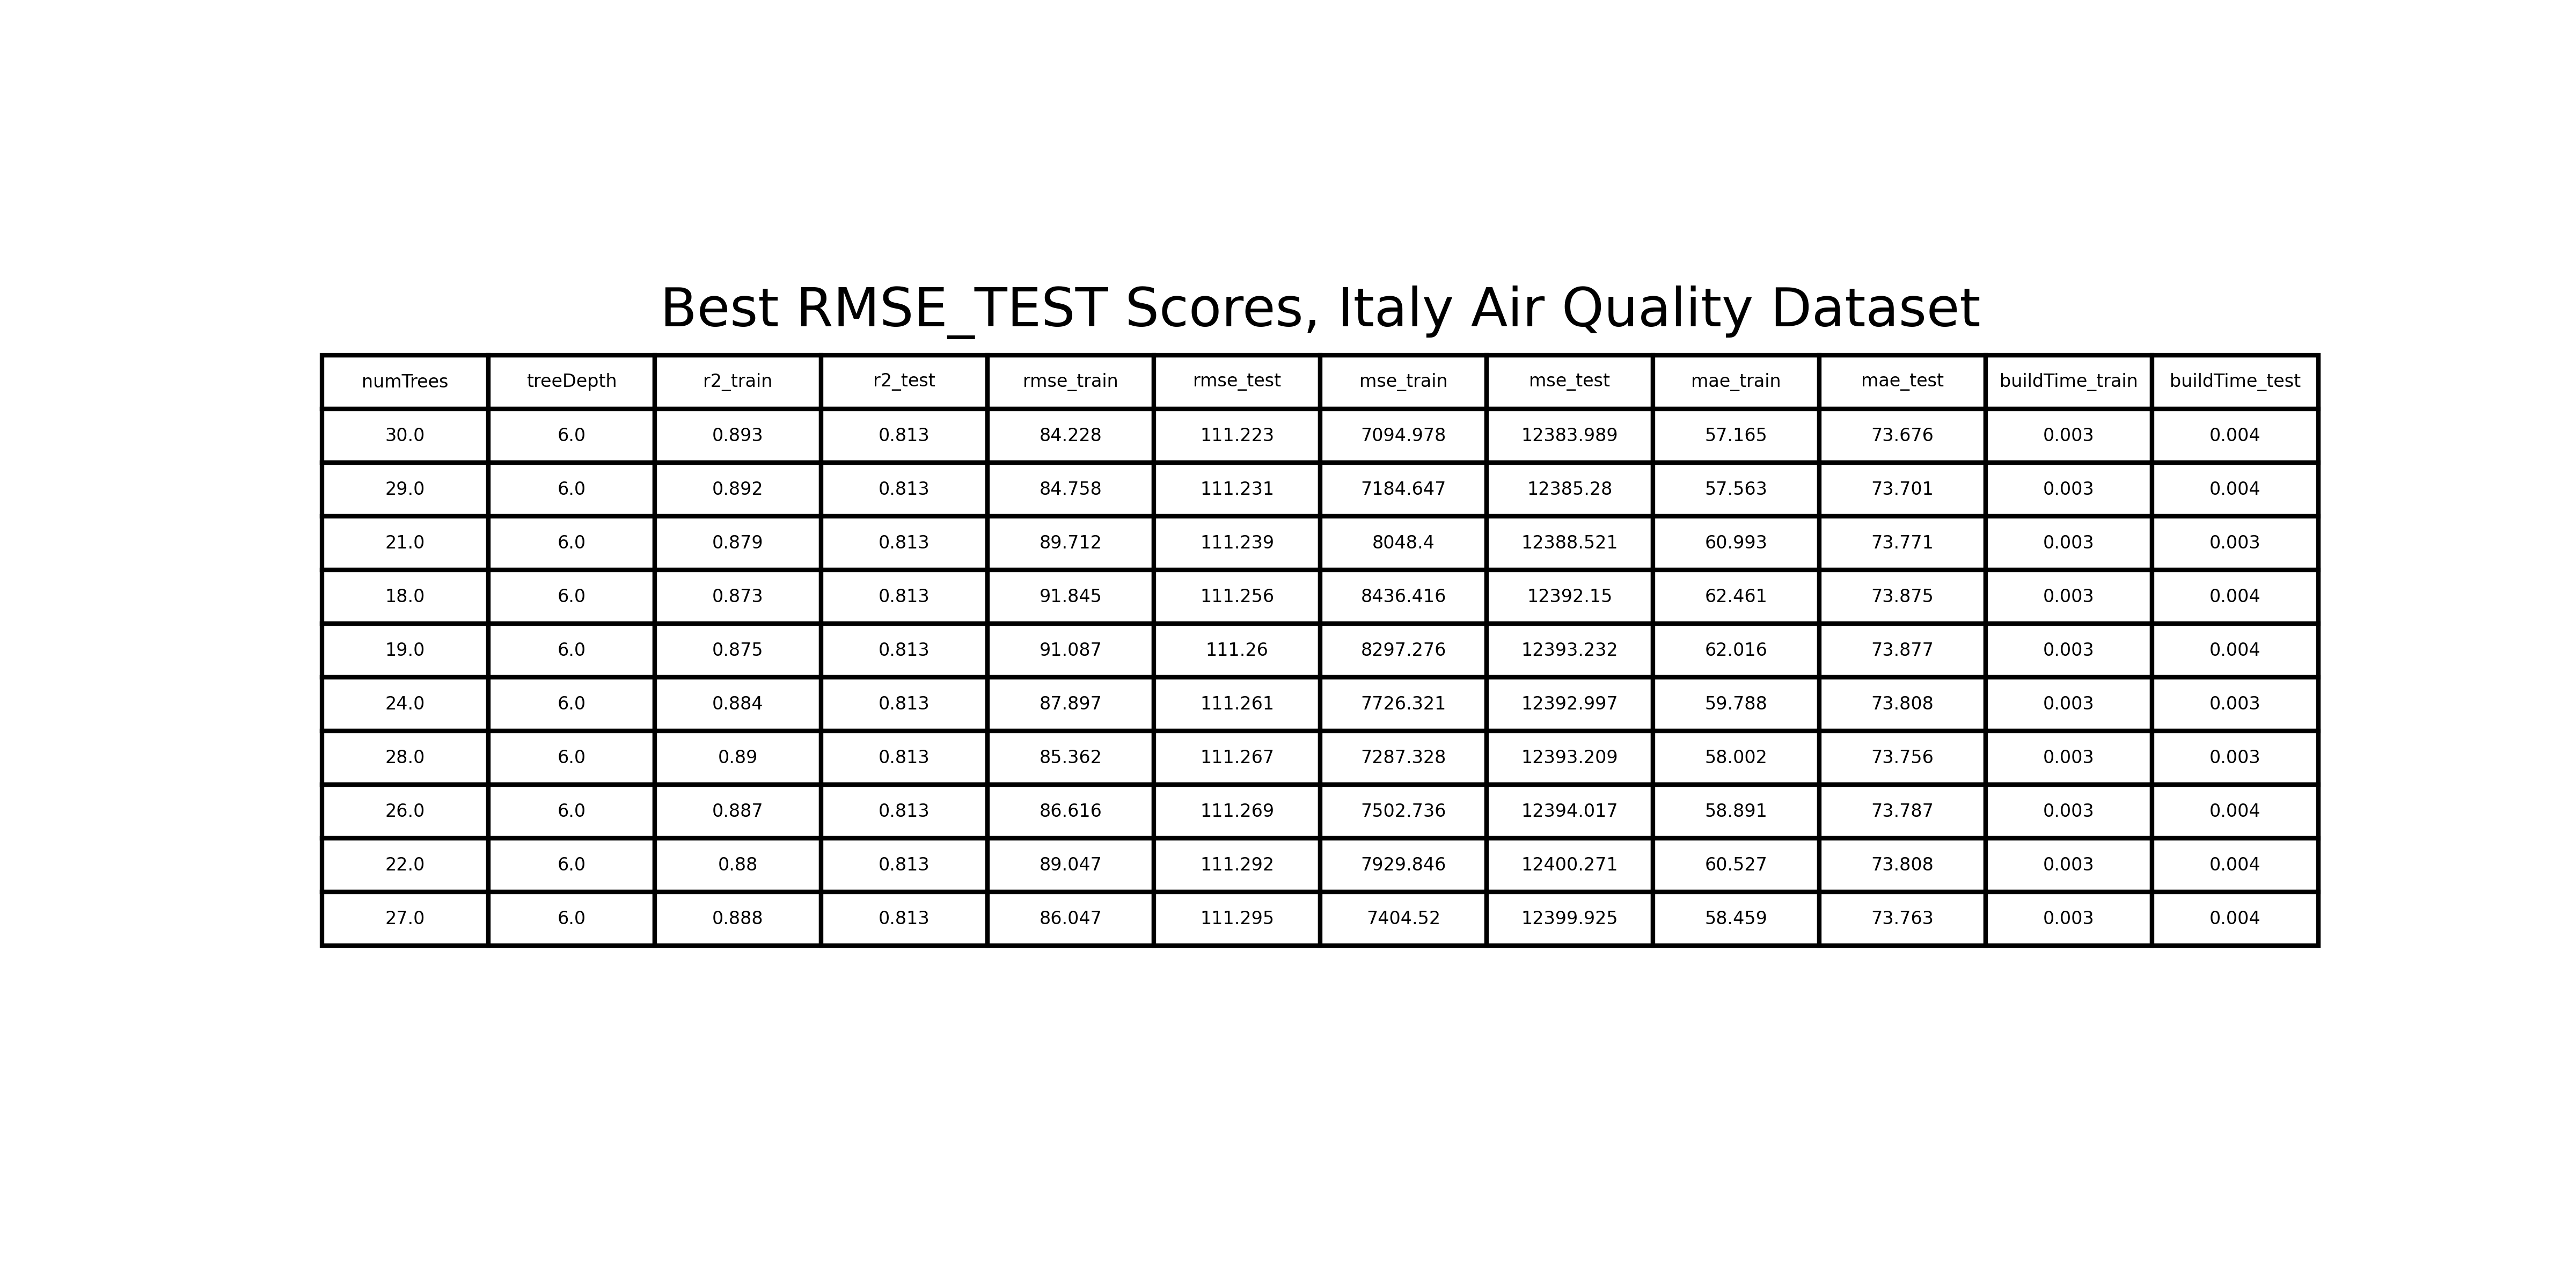 Best RMSE_TEST Scores, Italy Air Quality Dataset
numTrees treeDepth r2_train r2_test rmse_train rmse_test mse_train mse_test mae_train mae_test buildTime_train buildTime_test
30.0 6.0 0.893 0.813 84.228 111.223 7094.978 12383.989 57.165 73.676 0.003 0.004
29.0 6.0 0.892 0.813 84.758 111.231 7184.647 12385.28 57.563 73.701 0.003 0.004
21.0 6.0 0.879 0.813 89.712 111.239 8048.4 12388.521 60.993 73.771 0.003 0.003
18.0 6.0 0.873 0.813 91.845 111.256 8436.416 12392.15 62.461 73.875 0.003 0.004
19.0 6.0 0.875 0.813 91.087 111.26 8297.276 12393.232 62.016 73.877 0.003 0.004
24.0 6.0 0.884 0.813 87.897 111.261 7726.321 12392.997 59.788 73.808 0.003 0.003
28.0 6.0 0.89 0.813 85.362 111.267 7287.328 12393.209 58.002 73.756 0.003 0.003
26.0 6.0 0.887 0.813 86.616 111.269 7502.736 12394.017 58.891 73.787 0.003 0.004
22.0 6.0 0.88 0.813 89.047 111.292 7929.846 12400.271 60.527 73.808 0.003 0.004
27.0 6.0 0.888 0.813 86.047 111.295 7404.52 12399.925 58.459 73.763 0.003 0.004